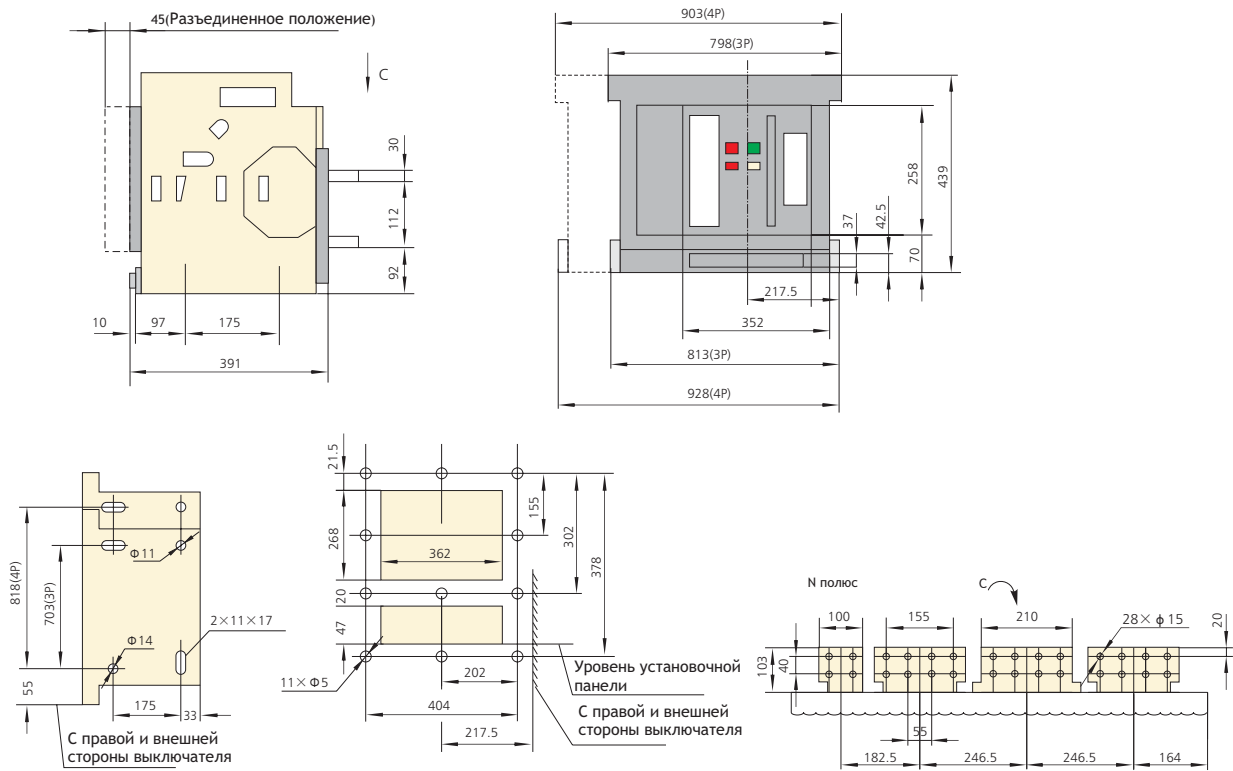 45(Разъединенное положение)
C
30
112
92
10
97
175
391
903(4P)
798(3P)
258
439
37
42.5
70
217.5
352
813(3P)
928(4P)
818(4P)
703(3P)
Φ11
Φ14
2×11×17
55
175
33
С правой и внешней
стороны выключателя
21.5
268
20
47
362
155
302
378
11×Φ5
202
404
217.5
Уровень установочной
панели
С правой и внешней
стороны выключателя
N полюс
C
100
155
210
28× ϕ 15
20
103
40
55
182.5
246.5
246.5
164